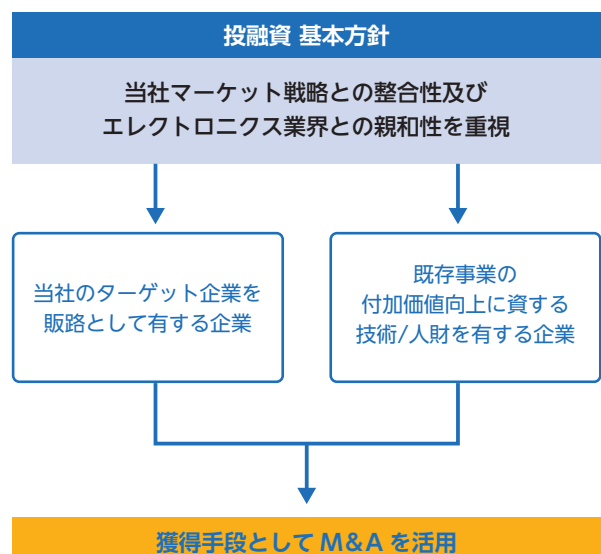 投融資 基本方針
当社マーケット戦略との整合性及び
エレクトロニクス業界との親和性を重視
当社のターゲット企業を
販路として有する企業
既存事業の
付加価値向上に資する
技術/人財を有する企業
獲得手段として M&A を活用